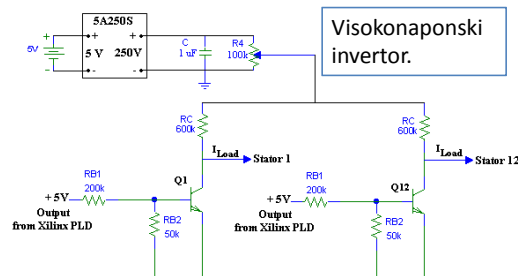 5A250S
Visokonaponski
invertor.
5V
+
-
+
5 V
-
+
250V
-
C
1 uF
R4
100k
RC
600k
I Load
Stator 1
RC
600k
I Load
Stator 12
RB1
200k
+ 5V
Output
from Xilinx PLD
Q1
RB2
50k
RB1
200k
+ 5V
Output
from Xilinx PLD
Q12
RB2
50k